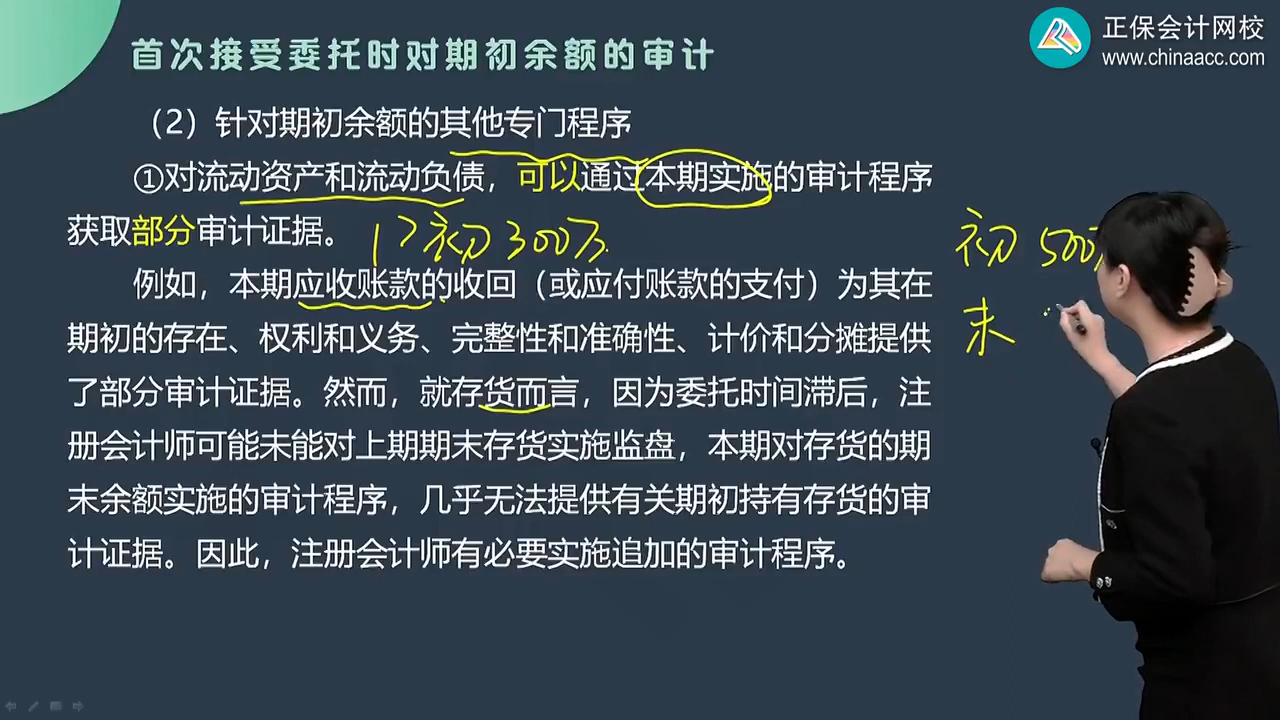 首次接受委托时对期初余额的审计
正保会计网校
www.chinaacc.com
（2）针对期初余额的其他专门程序
①对流动资产和流动负债，可以通过本期实施的审计程序
获取部分审计证据。
17初 300万
初 500万
例如，本期应收账款的收回（或应付账款的支付）为其在
期初的存在、权利和义务、完整性和准确性、计价和分摊提供
末
了部分审计证据。然而，就存货而言，因为委托时间滞后，注
册会计师可能未能对上期期末存货实施监盘，本期对存货的期
末余额实施的审计程序，几乎无法提供有关期初持有存货的审
计证据。因此，注册会计师有必要实施追加的审计程序。